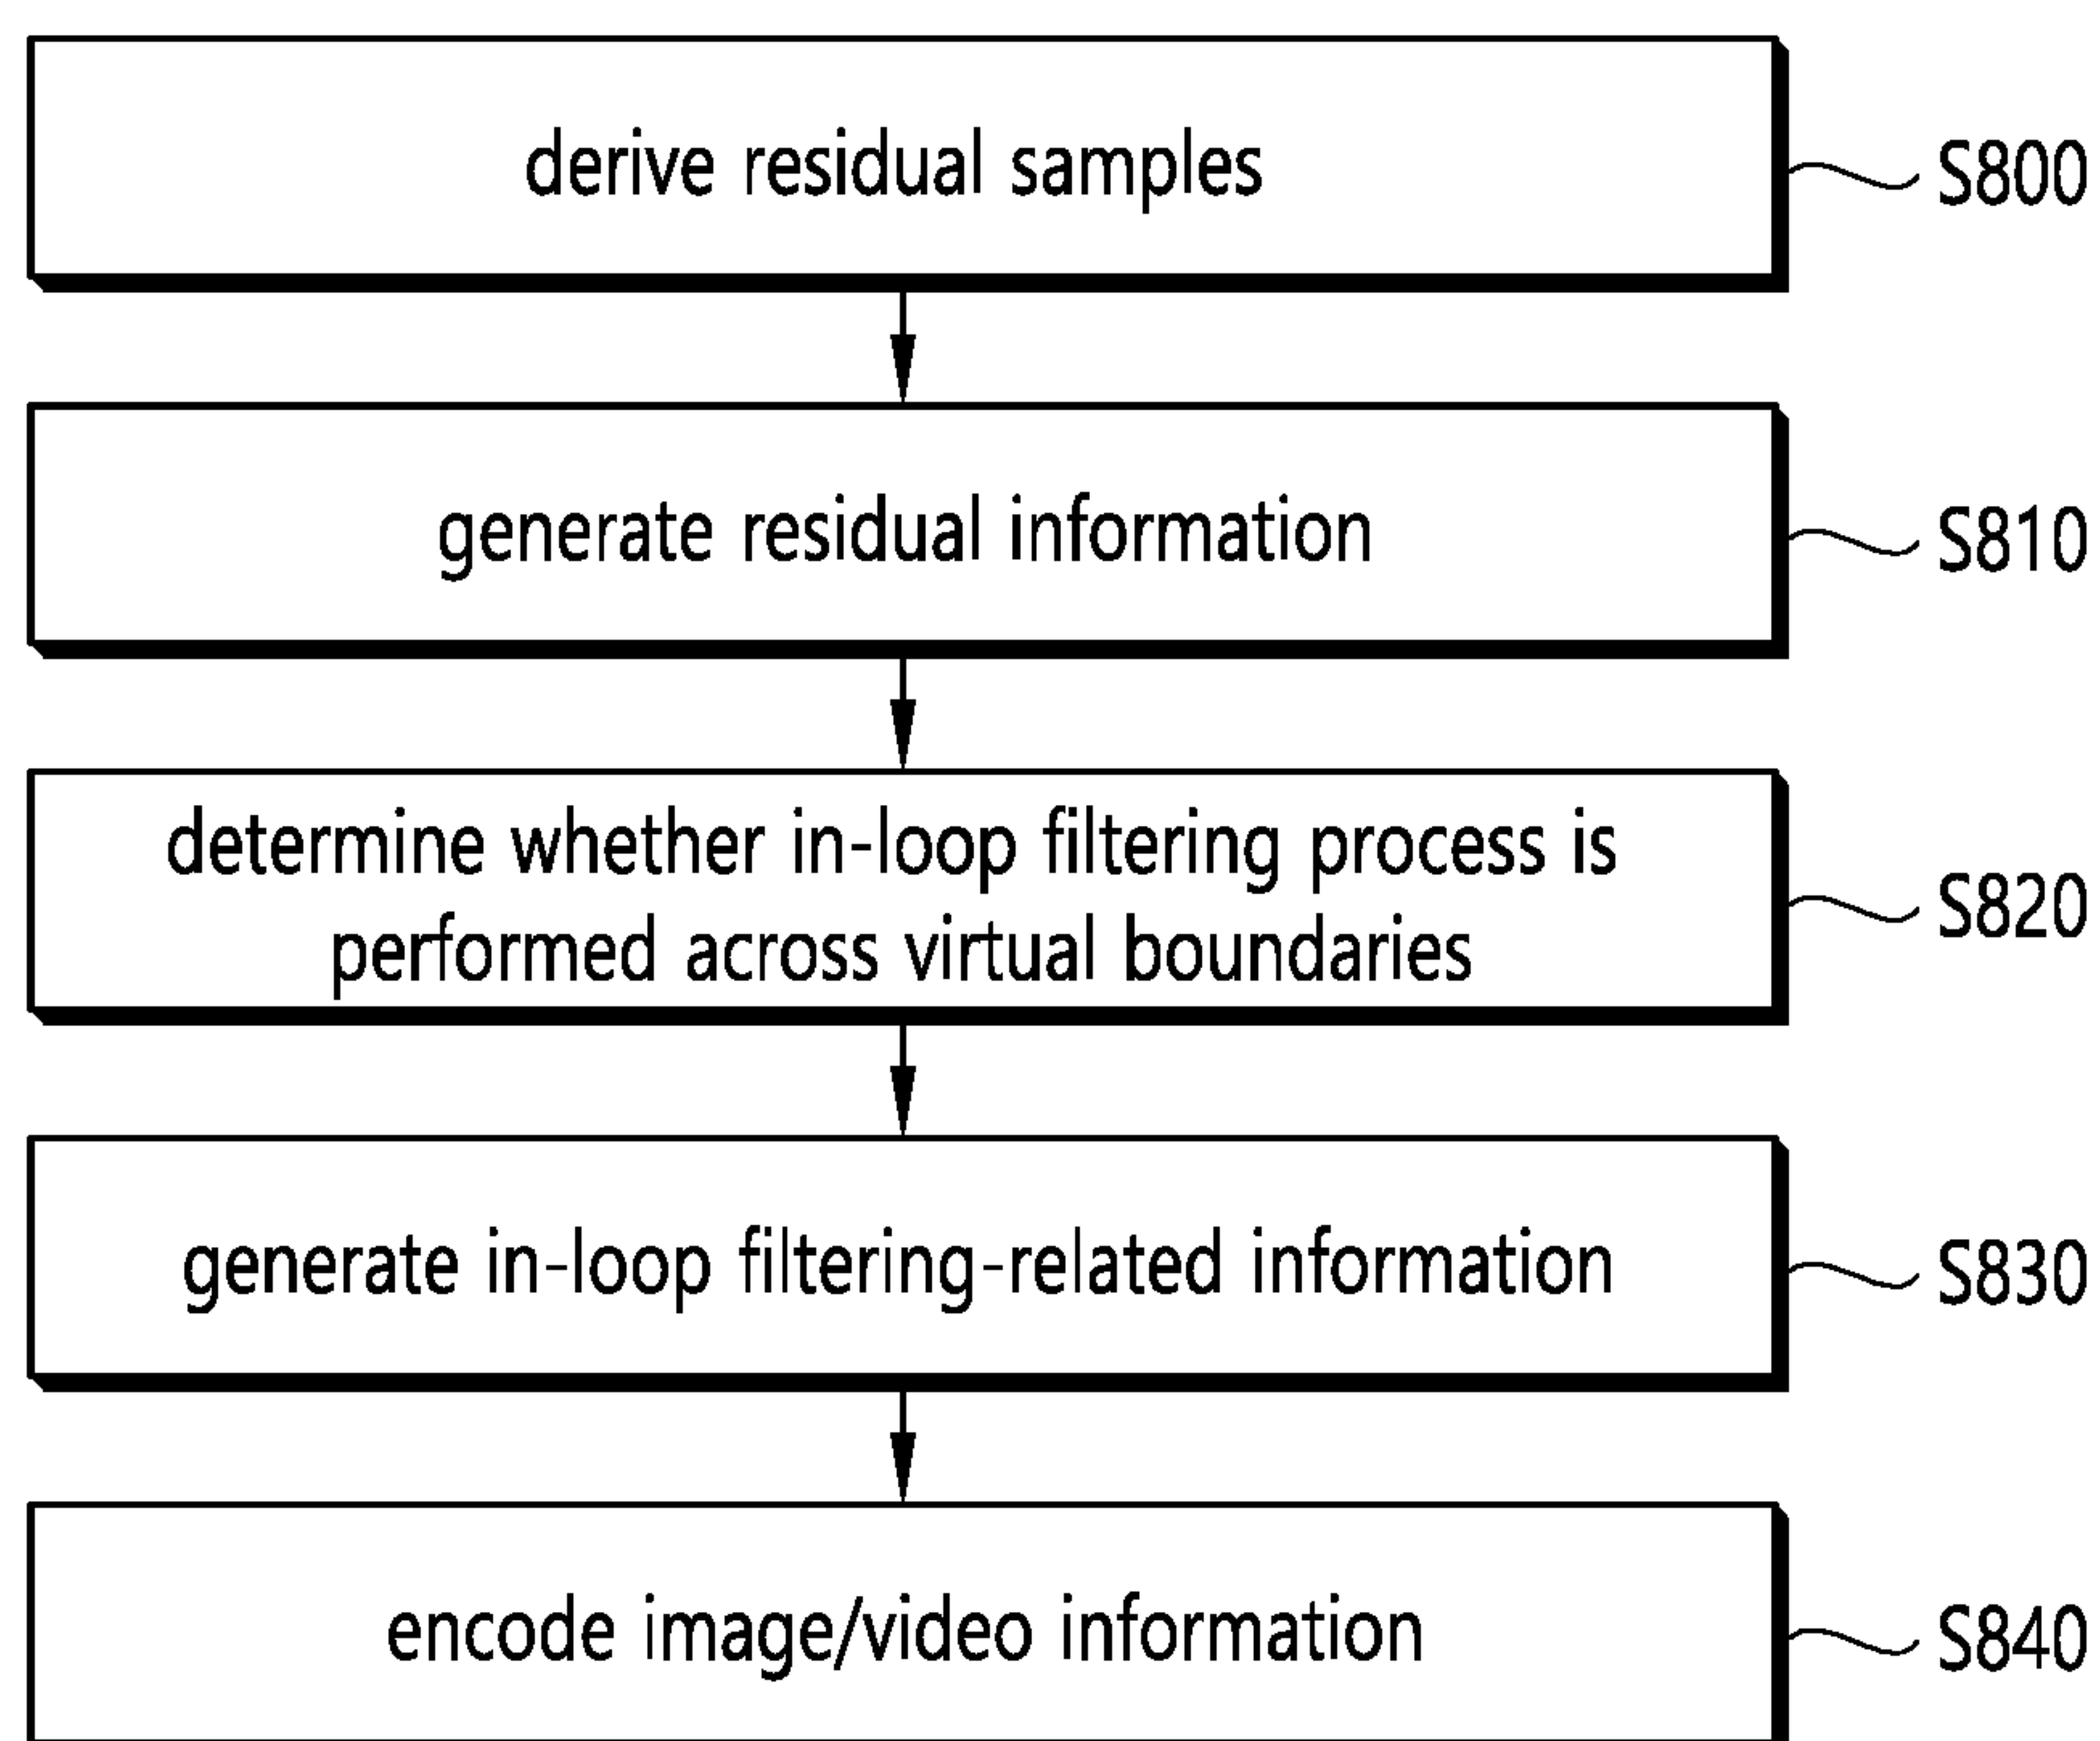 derive residual samples
S800
generate residual information
S810
determine whether in-loop filtering process is
performed across virtual boundaries
S820
generate in-loop filtering-related information
S830
encode image/video information
S840